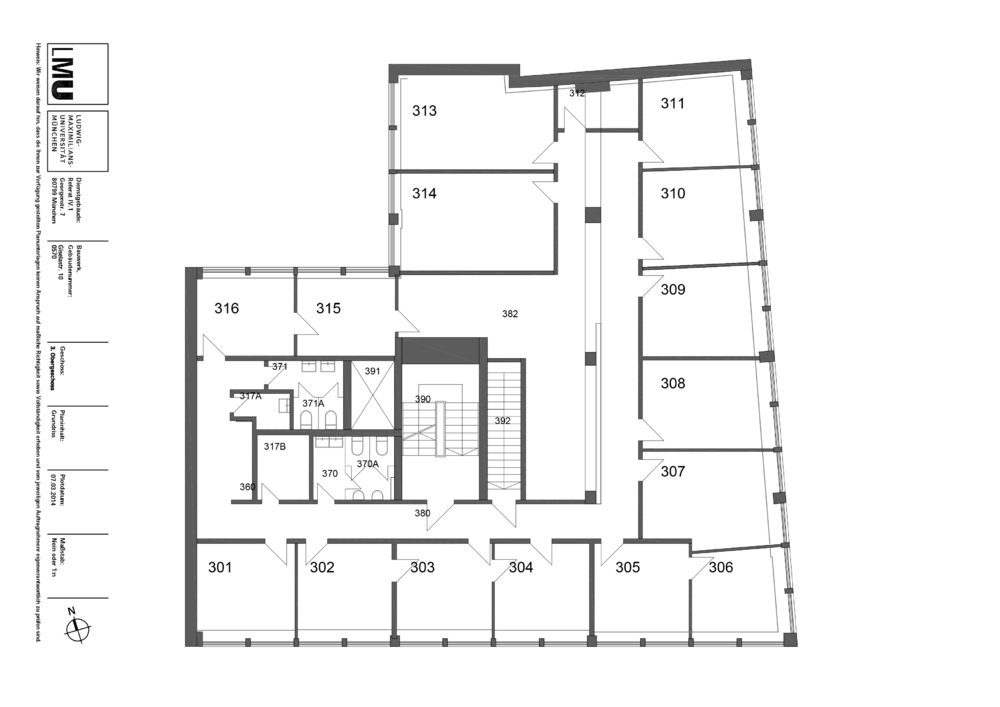 LMU
LUDWIG-
MAXIMILIANS-
UNIVERSITÄT
MÜNCHEN
Dienstgebäude:
Referat IV.1
Georgenstr. 7
80799 München
Bauwerk,
Gebäudenummer:
Giselastr. 10
0570
Geschoss:
3. Obergeschoss
Planinhalt:
Grundriss
Plandatum:
07.03.2014
Maßstab:
Nein oder 1:n
N
Hinweis: Wir weisen darauf hin, dass die Ihnen zur Verfügung gestellten Planunterlagen keinen Anspruch auf maßliche Richtigkeit sowie Vollständigkeit erheben und vom jeweiligen Auftragnehmer eigenverantwortlich zu prüfen sind.
313
312
311
314
310
309
316
315
382
371
391
308
317A
371A
390
392
317B
370
370A
307
360
380
301
302
303
304
305
306